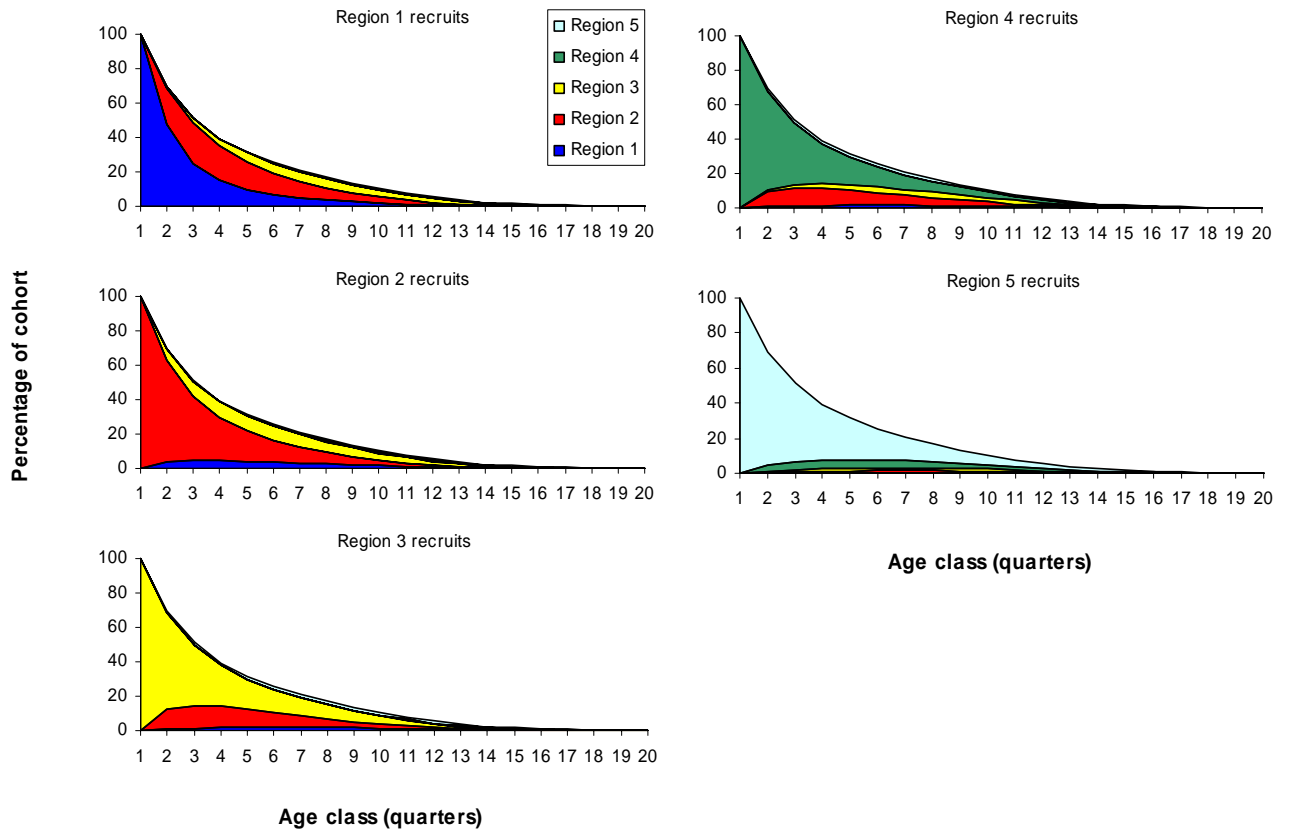 Region 1 recruits
100
80
60
40
20
0
1 2 3 4 5 6 7 8 9 10 11 12 13 14 15 16 17 18 19 20
Region 5
Region 4
Region 3
Region 2
Region 1
Region 4 recruits
100
80
60
40
20
0
1 2 3 4 5 6 7 8 9 10 11 12 13 14 15 16 17 18 19 20
Percentage of cohort
Region 2 recruits
100
80
60
40
20
0
1 2 3 4 5 6 7 8 9 10 11 12 13 14 15 16 17 18 19 20
Region 5 recruits
100
80
60
40
20
0
1 2 3 4 5 6 7 8 9 10 11 12 13 14 15 16 17 18 19 20
Age class (quarters)
Region 3 recruits
100
80
60
40
20
0
1 2 3 4 5 6 7 8 9 10 11 12 13 14 15 16 17 18 19 20
Age class (quarters)